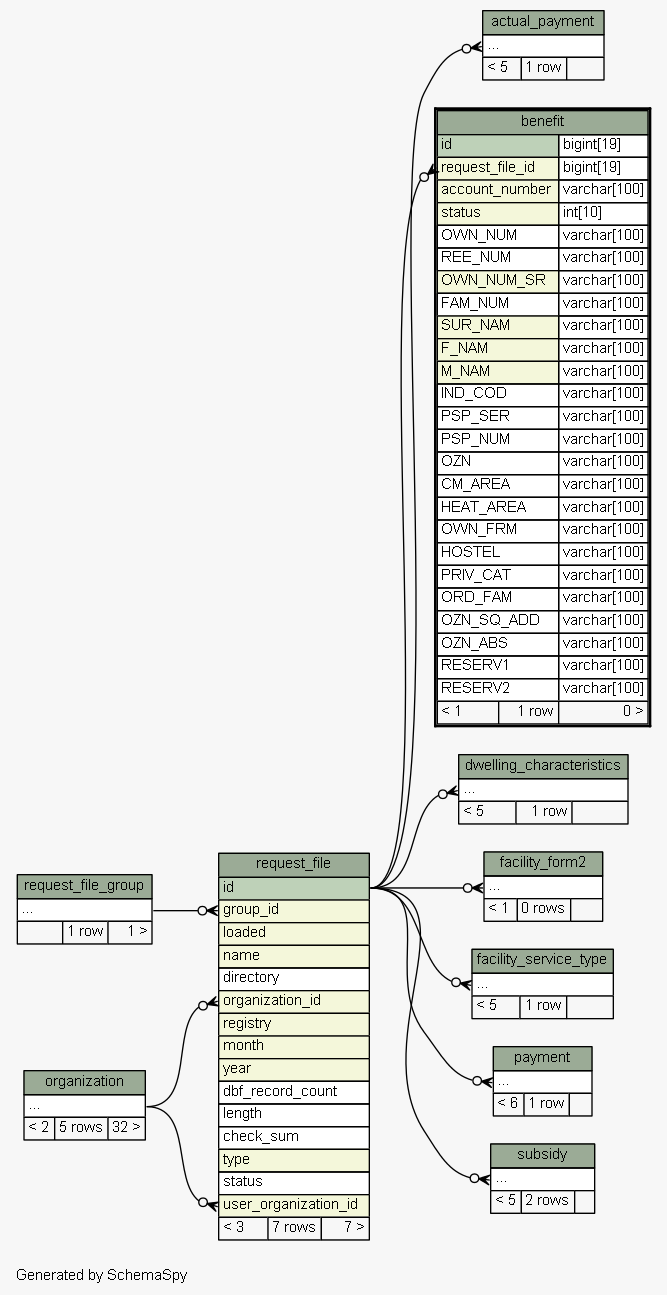 actual_payment
...
< 5 1 row
benefit
id bigint[19]
request_file_id bigint[19]
account_number varchar[100]
status int[10]
OWN_NUM varchar[100]
REE_NUM varchar[100]
OWN_NUM_SR varchar[100]
FAM_NUM varchar[100]
SUR_NAM varchar[100]
F_NAM varchar[100]
M_NAM varchar[100]
IND_COD varchar[100]
PSP_SER varchar[100]
PSP_NUM varchar[100]
OZN varchar[100]
CM_AREA varchar[100]
HEAT_AREA varchar[100]
OWN_FRM varchar[100]
HOSTEL varchar[100]
PRIV_CAT varchar[100]
ORD_FAM varchar[100]
OZN_SQ_ADD varchar[100]
OZN_ABS varchar[100]
RESERV1 varchar[100]
RESERV2 varchar[100]
< 1 1 row 0 >
dwelling_characteristics
...
< 5 1 row
facility_form2
...
< 1 0 rows
facility_service_type
...
< 5 1 row
payment
...
< 6 1 row
subsidy
...
< 5 2 rows
request_file
id
group_id
loaded
name
directory
organization_id
registry
month
year
dbf_record_count
length
check_sum
type
status
user_organization_id
< 3 7 rows 7 >
request_file_group
...
1 row 1 >
organization
...
< 2 5 rows 32 >
Generated by SchemaSpy